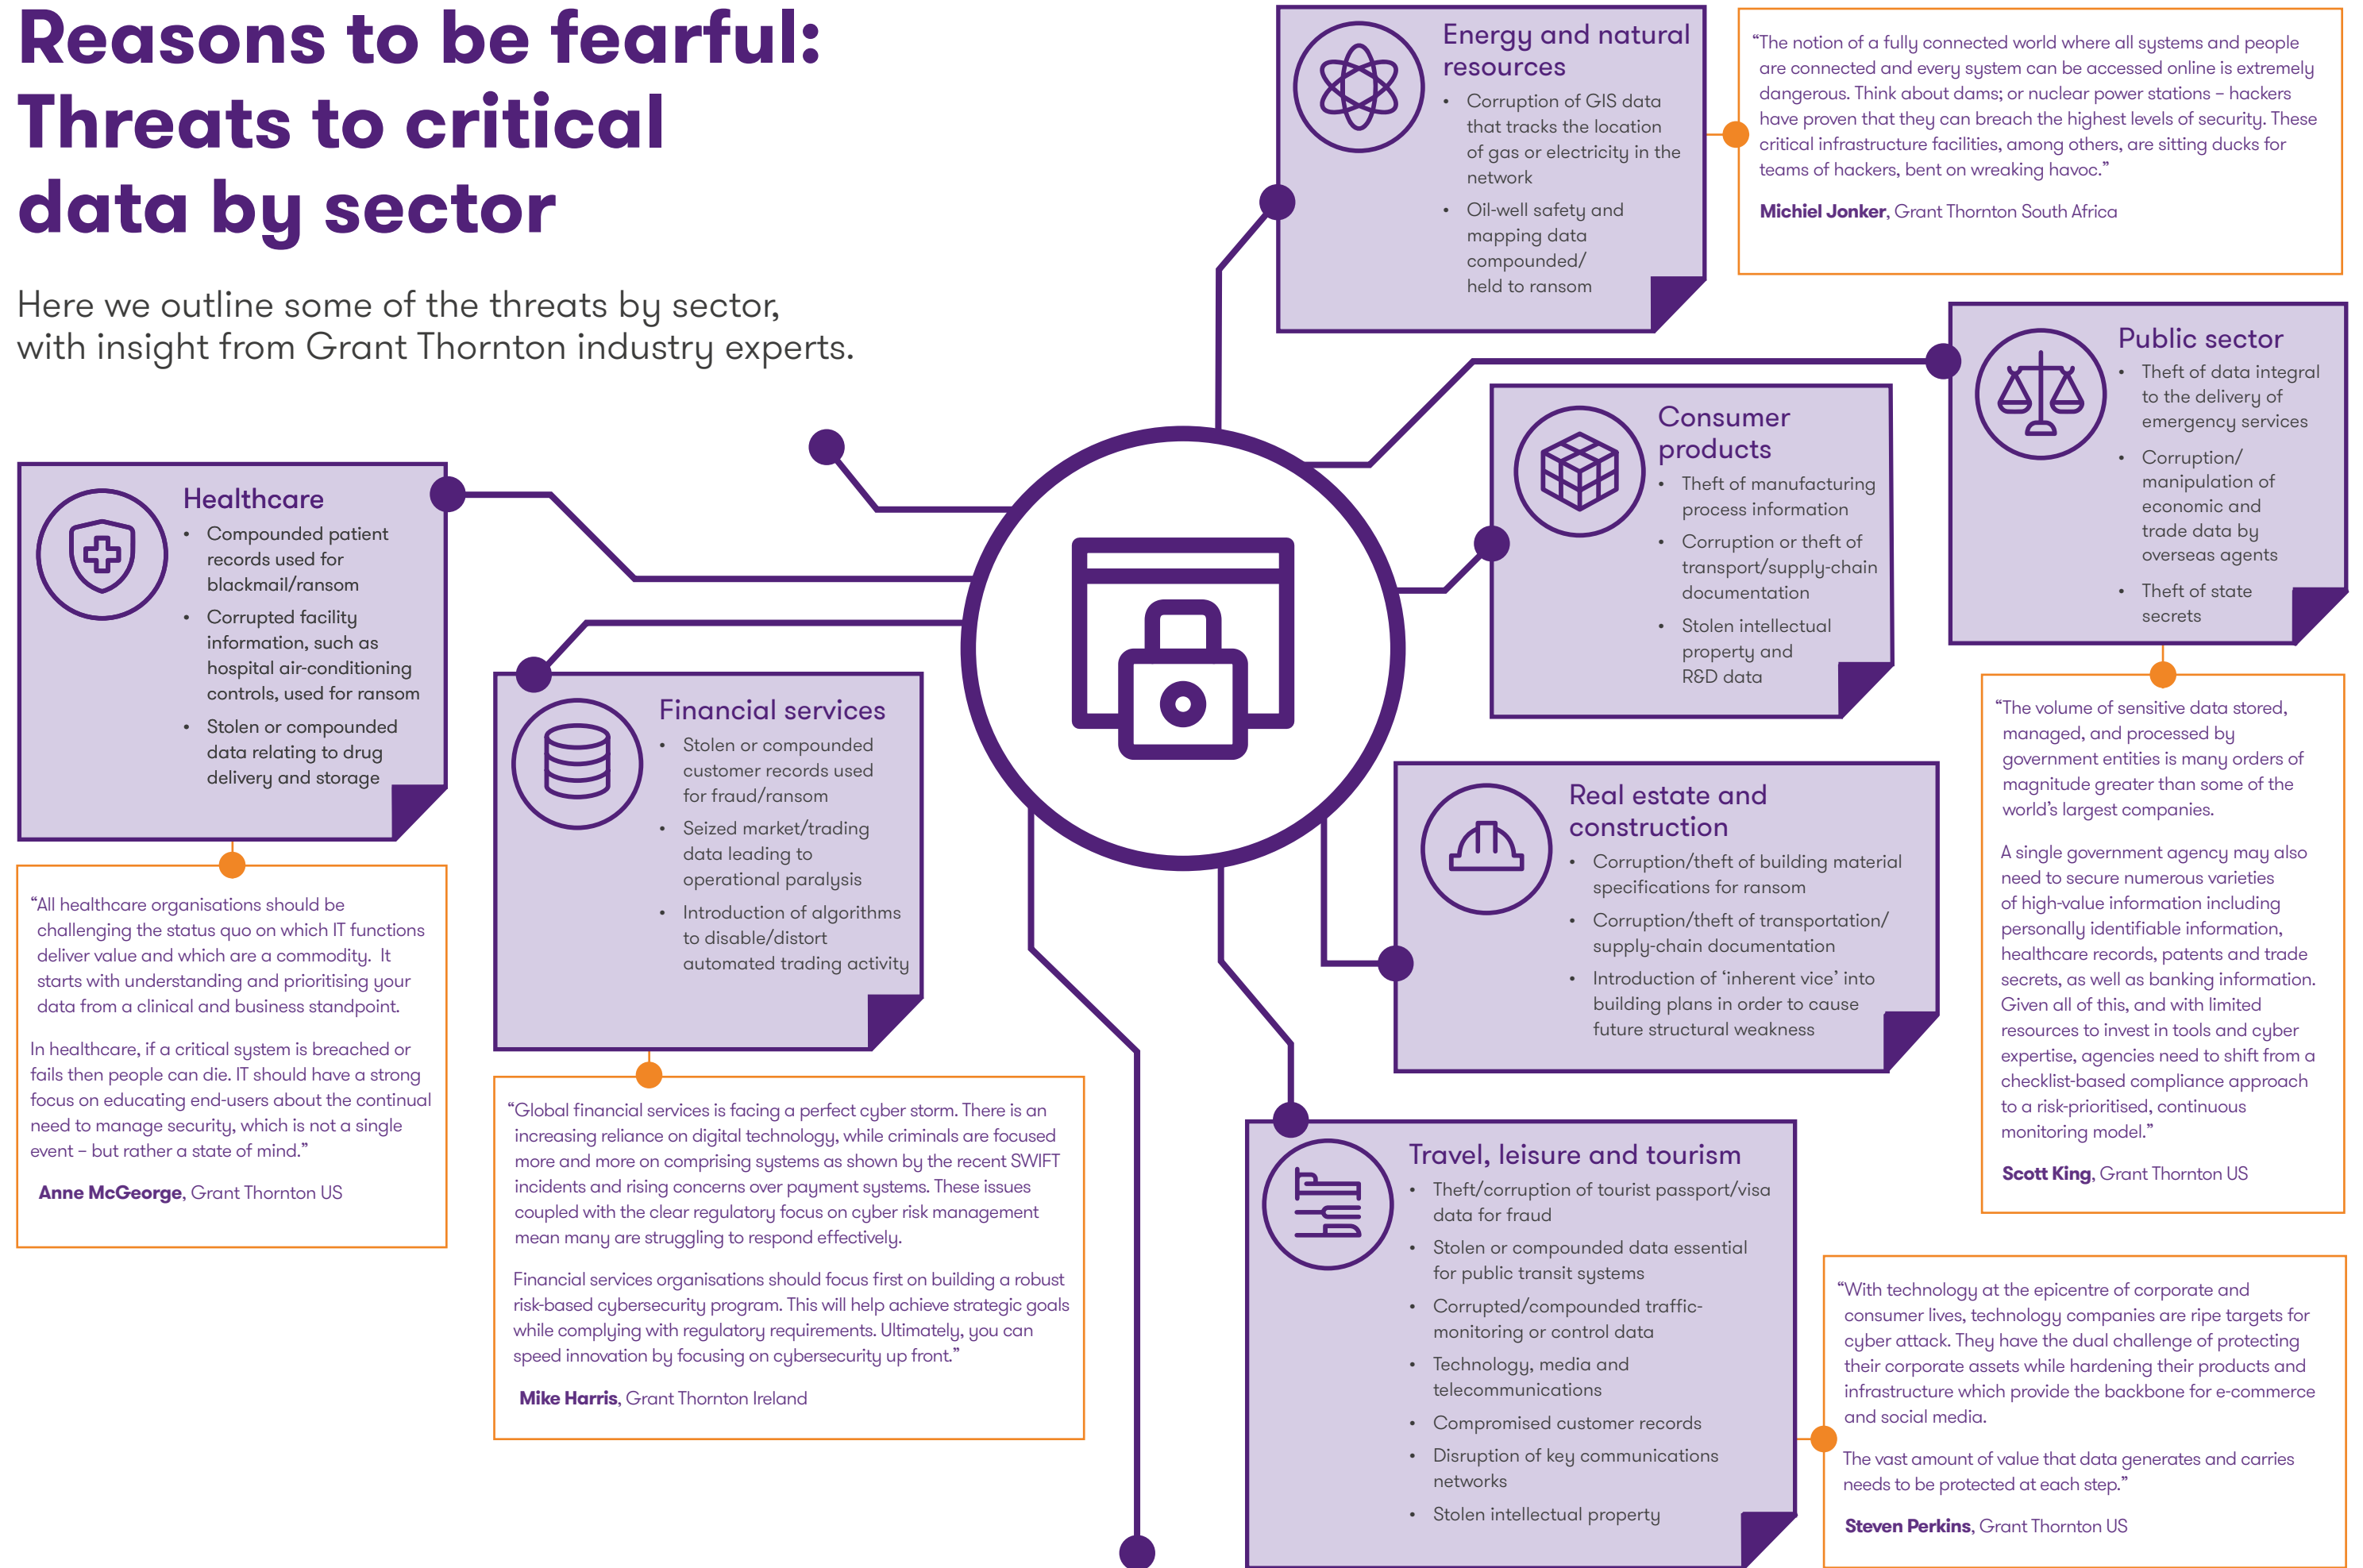 Reasons to be fearful:
Threats to critical
data by sector
Here we outline some of the threats by sector,
with insight from Grant Thornton industry experts.
Healthcare
• Compounded patient
records used for
blackmail/ransom
• Corrupted facility
information, such as
hospital air-conditioning
controls, used for ransom
• Stolen or compounded
data relating to drug
delivery and storage
“All healthcare organisations should be
challenging the status quo on which IT functions
deliver value and which are a commodity. It
starts with understanding and prioritising your
data from a clinical and business standpoint.
In healthcare, if a critical system is breached or
fails then people can die. IT should have a strong
focus on educating end-users about the continual
need to manage security, which is not a single
event – but rather a state of mind.”
Anne McGeorge, Grant Thornton US
Financial services
• Stolen or compounded
customer records used
for fraud/ransom
• Seized market/trading
data leading to
operational paralysis
• Introduction of algorithms
to disable/distort
automated trading activity
“Global financial services is facing a perfect cyber storm. There is an
increasing reliance on digital technology, while criminals are focused
more and more on comprising systems as shown by the recent SWIFT
incidents and rising concerns over payment systems. These issues
coupled with the clear regulatory focus on cyber risk management
mean many are struggling to respond effectively.
Financial services organisations should focus first on building a robust
risk-based cybersecurity program. This will help achieve strategic goals
while complying with regulatory requirements. Ultimately, you can
speed innovation by focusing on cybersecurity up front.”
Mike Harris, Grant Thornton Ireland
Energy and natural
resources
• Corruption of GIS data
that tracks the location
of gas or electricity in the
network
• Oil-well safety and
mapping data
compounded/
held to ransom
“The notion of a fully connected world where all systems and people
are connected and every system can be accessed online is extremely
dangerous. Think about dams; or nuclear power stations – hackers
have proven that they can breach the highest levels of security. These
critical infrastructure facilities, among others, are sitting ducks for
teams of hackers, bent on wreaking havoc.”
Michiel Jonker, Grant Thornton South Africa
Consumer
products
• Theft of manufacturing
process information
• Corruption or theft of
transport/supply-chain
documentation
• Stolen intellectual
property and
R&D data
Public sector
• Theft of data integral
to the delivery of
emergency services
• Corruption/
manipulation of
economic and
trade data by
overseas agents
• Theft of state
secrets
“The volume of sensitive data stored,
managed, and processed by
government entities is many orders of
magnitude greater than some of the
world’s largest companies.
A single government agency may also
need to secure numerous varieties
of high-value information including
personally identifiable information,
healthcare records, patents and trade
secrets, as well as banking information.
Given all of this, and with limited
resources to invest in tools and cyber
expertise, agencies need to shift from a
checklist-based compliance approach
to a risk-prioritised, continuous
monitoring model.”
Scott King, Grant Thornton US
Real estate and
construction
• Corruption/theft of building material
specifications for ransom
• Corruption/theft of transportation/
supply-chain documentation
• Introduction of ‘inherent vice’ into
building plans in order to cause
future structural weakness
Travel, leisure and tourism
• Theft/corruption of tourist passport/visa
data for fraud
• Stolen or compounded data essential
for public transit systems
• Corrupted/compounded traffic-
monitoring or control data
• Technology, media and
telecommunications
• Compromised customer records
• Disruption of key communications
networks
• Stolen intellectual property
“With technology at the epicentre of corporate and
consumer lives, technology companies are ripe targets for
cyber attack. They have the dual challenge of protecting
their corporate assets while hardening their products and
infrastructure which provide the backbone for e-commerce
and social media.
The vast amount of value that data generates and carries
needs to be protected at each step.”
Steven Perkins, Grant Thornton US